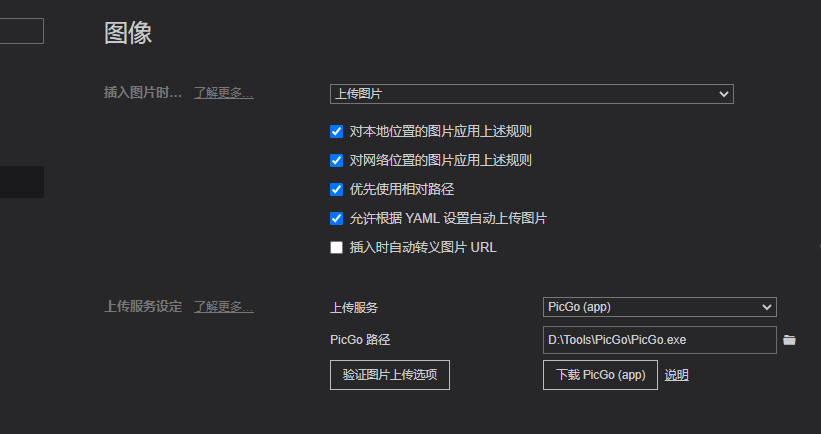 图像
插入图片时... 了解更多... 上传图片
对本地位置的图片应用上述规则
对网络位置的图片应用上述规则
优先使用相对路径
允许根据 YAML 设置自动上传图片
插入时自动转义图片 URL
上传服务设定 了解更多... 上传服务 PicGo (app)
PicGo 路径 D:\Tools\PicGo\PicGo.exe
验证图片上传选项 下载 PicGo (app) 说明